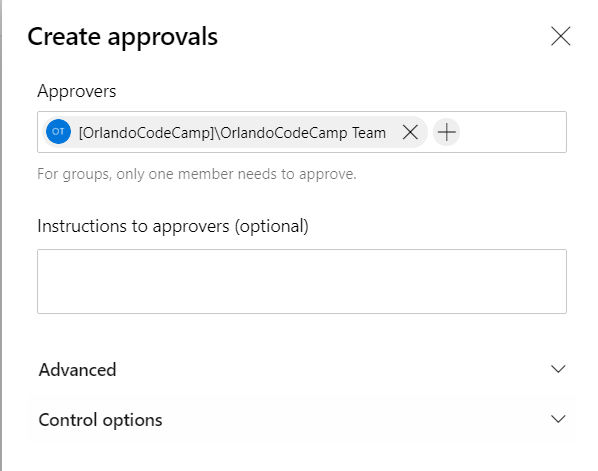 Create approvals
Approvers
OT [OrlandoCodeCamp]\OrlandoCodeCamp Team
For groups, only one member needs to approve.
Instructions to approvers (optional)
Advanced
Control options